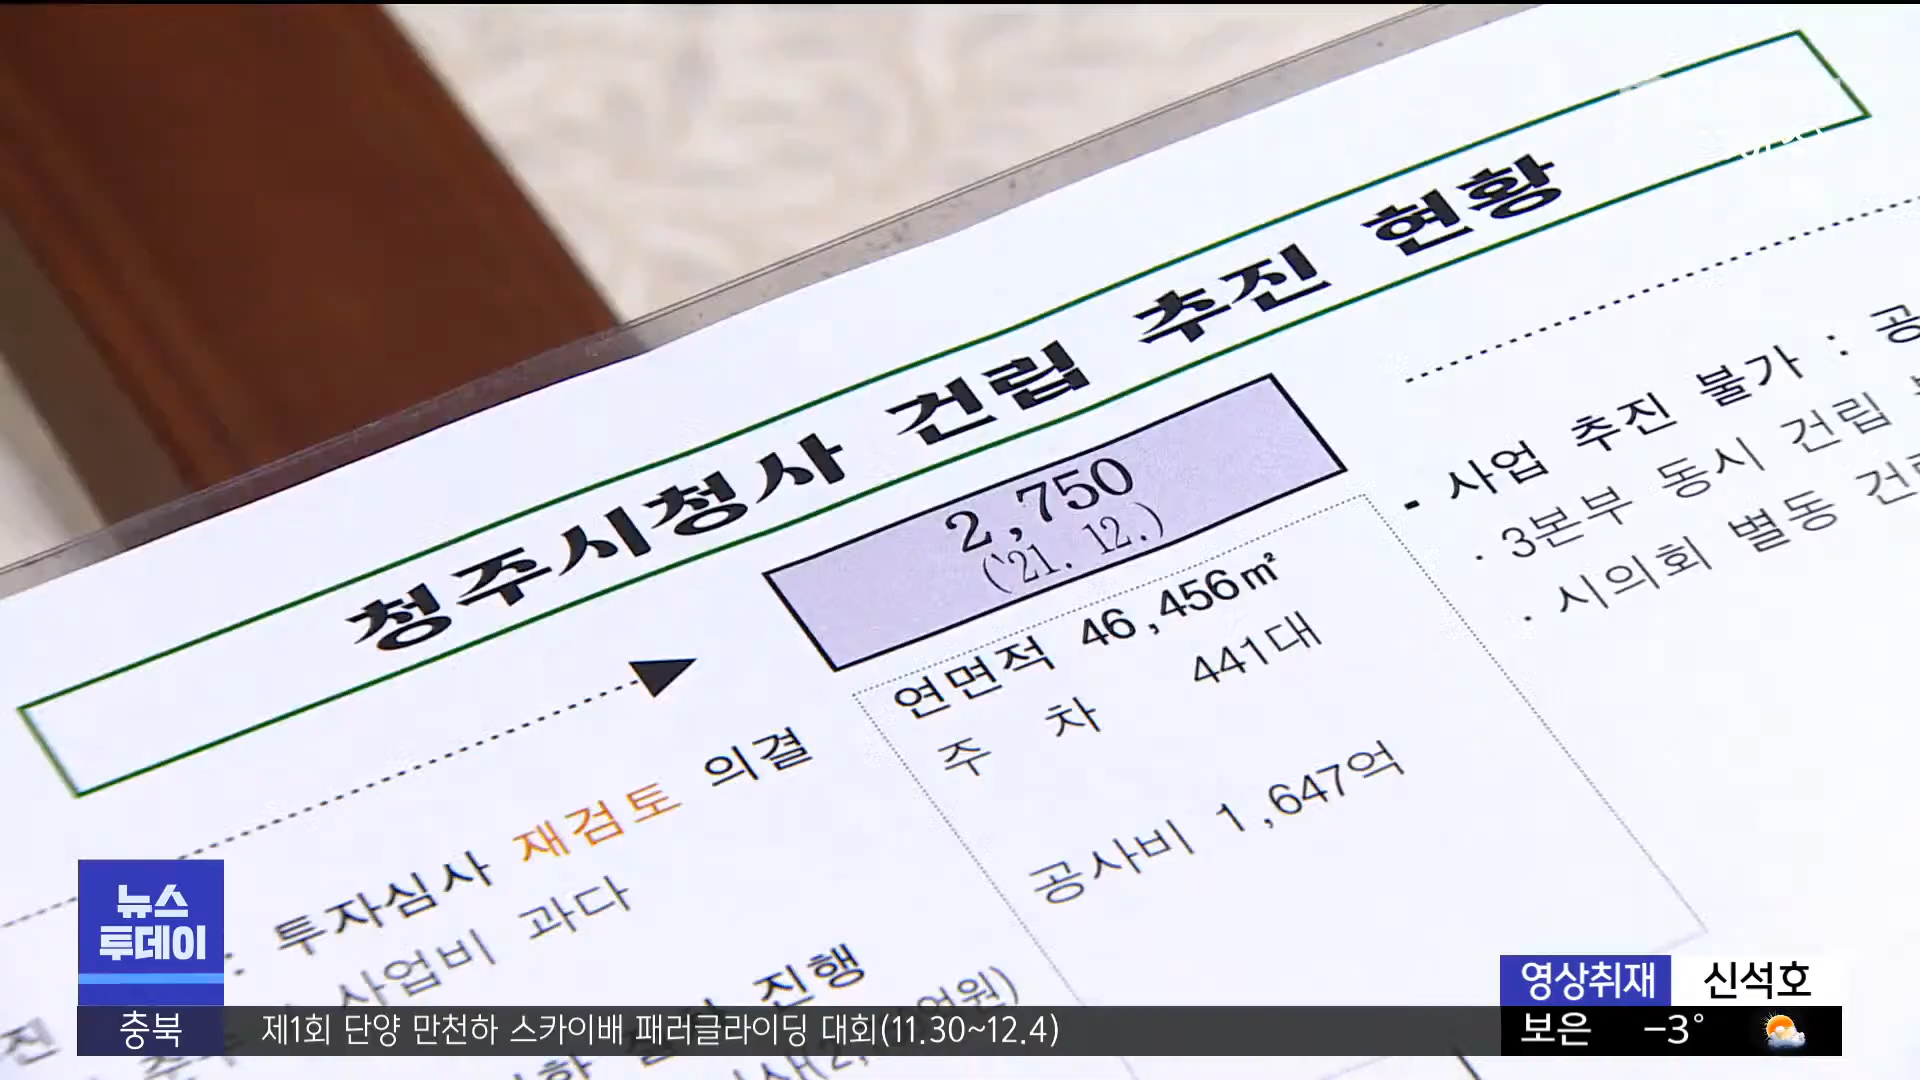 청주시청사 건립 추진 현황
2,750
('21. 12.)
연면적 46,456㎡
주 차 441대
공사비 1,647억
사업 추진 불가 : 공
· 3본부 동시 건립
· 시의회 별동 건
: 투자심사 재검토 의결
사업비 과다
진행
억원)
진
뉴스
투데이
영상취재 신석호
충북 제1회 단양 만천하 스카이배 패러글라이딩 대회(11.30~12.4)
보은 -3°